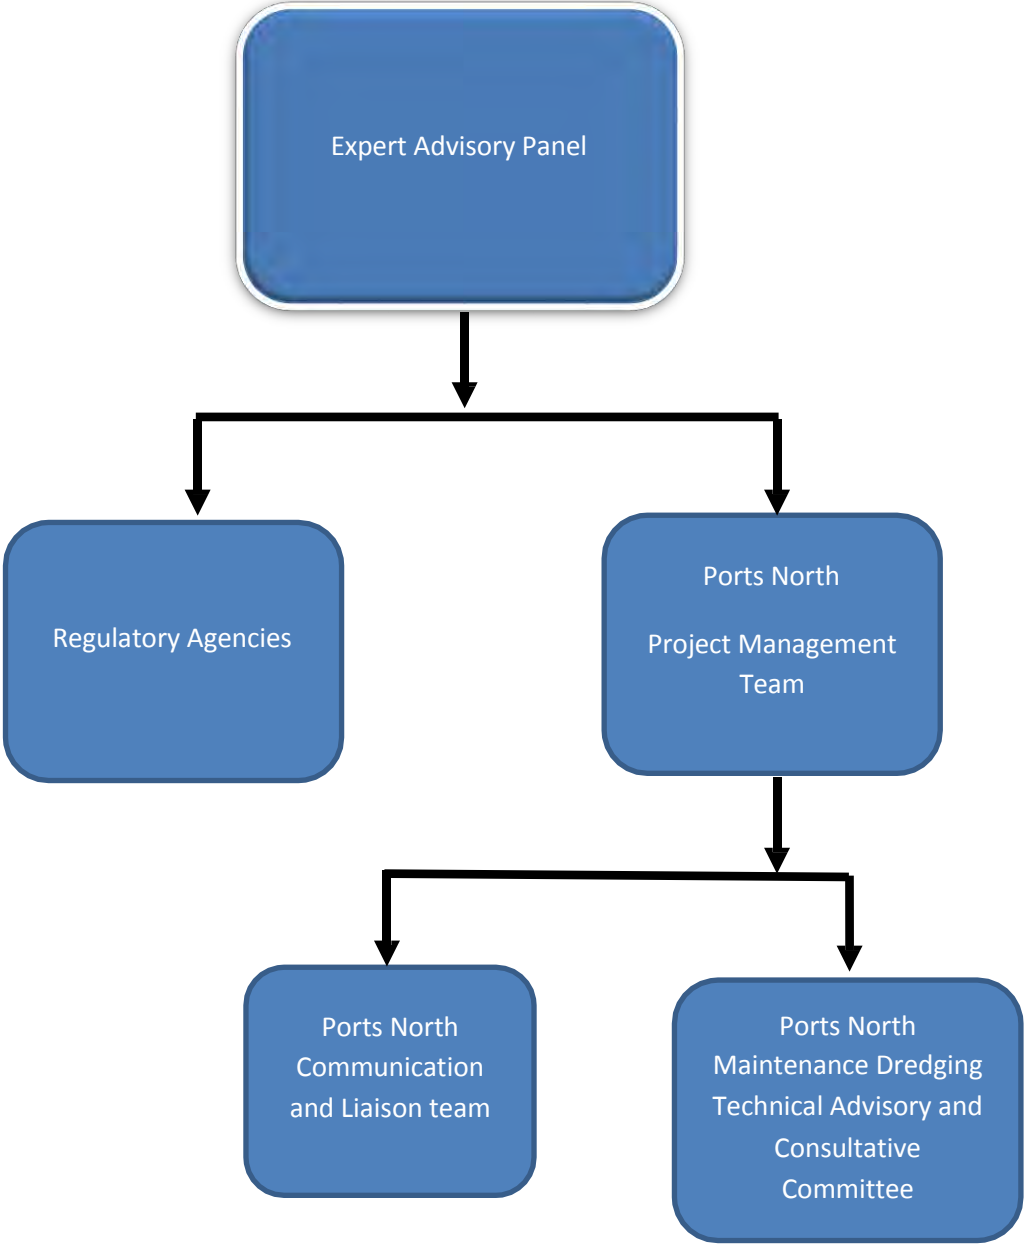 Expert Advisory Panel
Regulatory Agencies
Ports North
Project Management
Team
Ports North
Communication
and Liaison team
Ports North
Maintenance Dredging
Technical Advisory and
Consultative
Committee